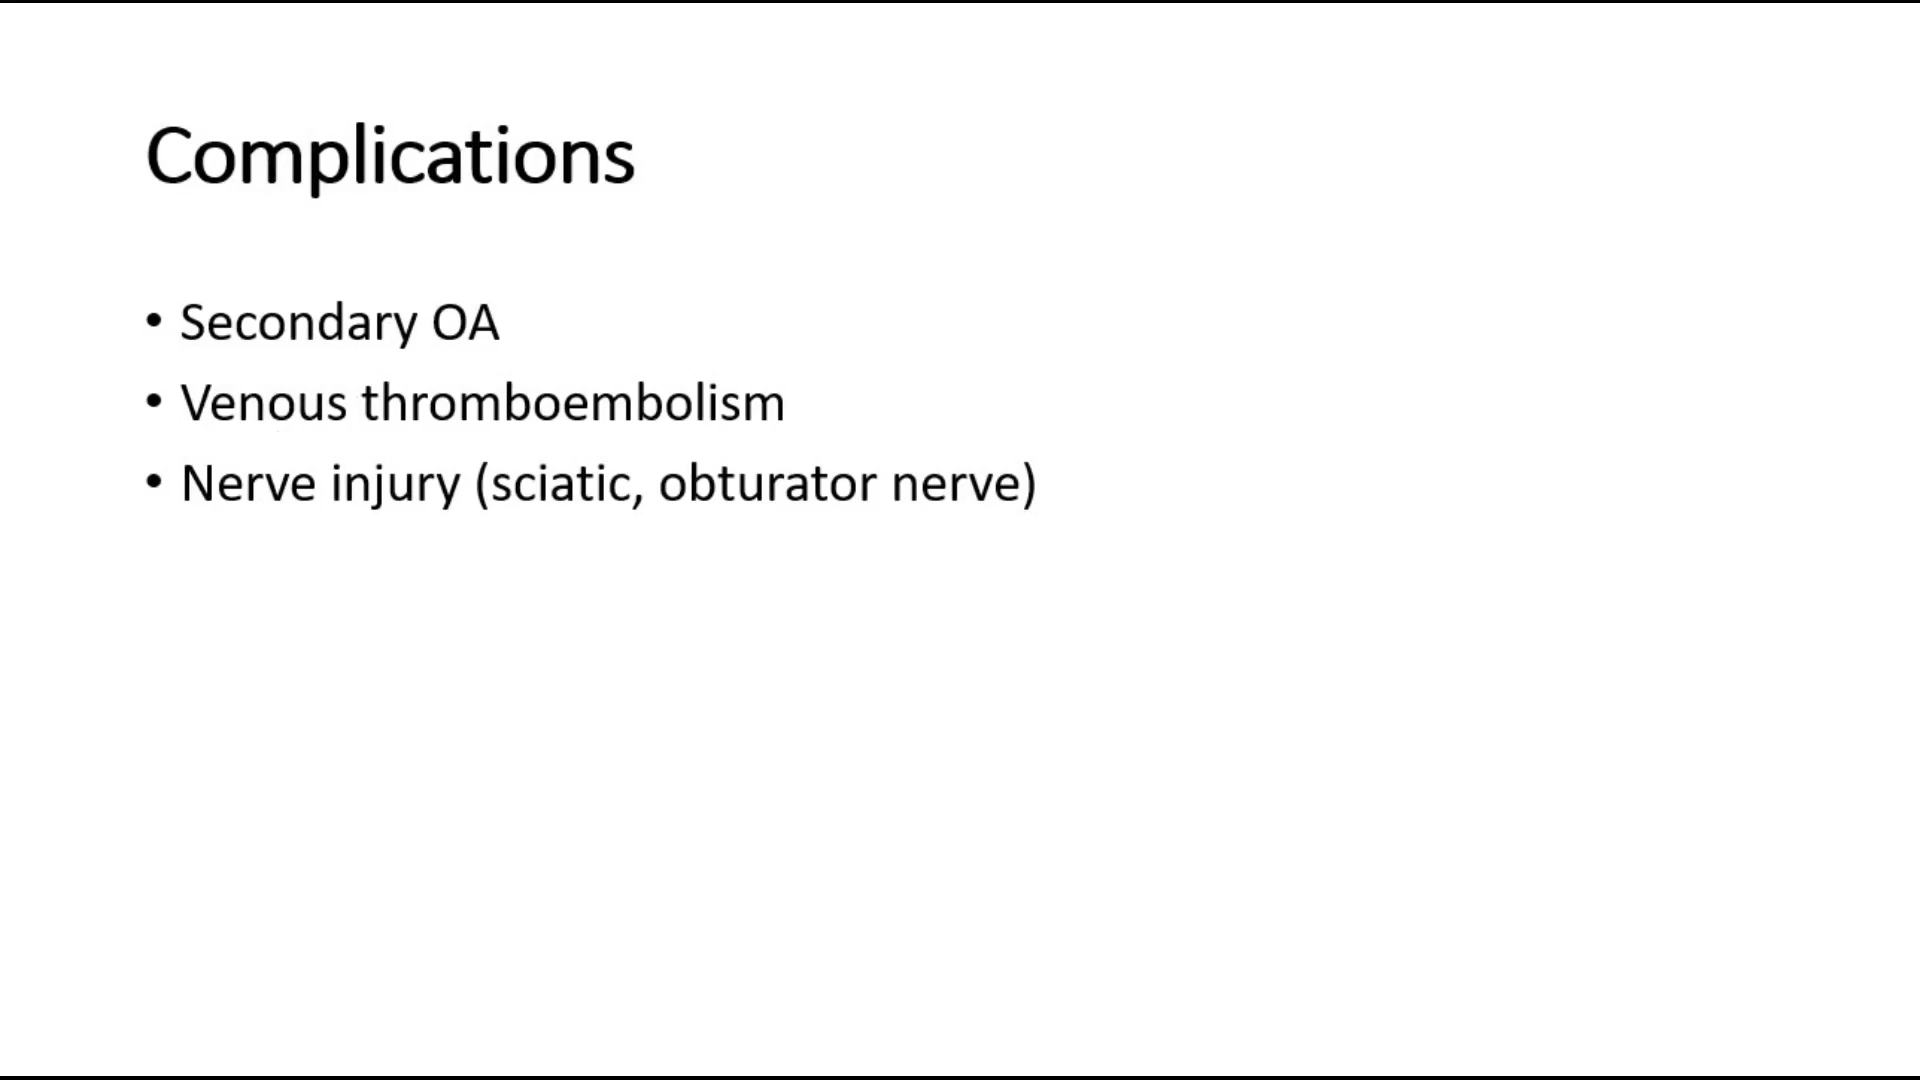 Complications
• Secondary OA
• Venous thromboembolism
• Nerve injury (sciatic, obturator nerve)